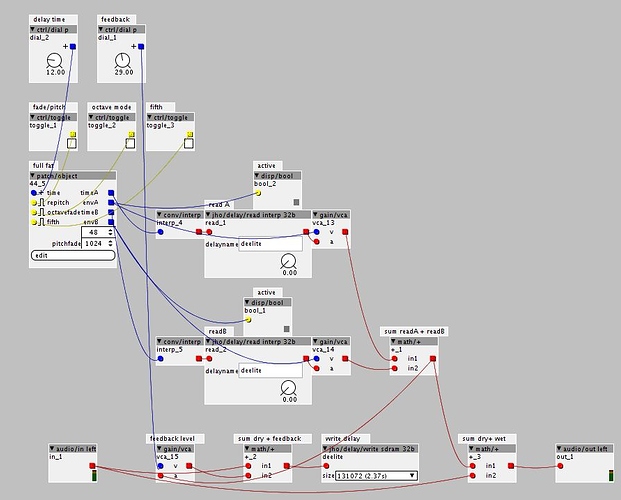 delay time
ctrl/dial p
dial_2
+
12.00
feedback
ctrl/dial p
dial_1
+
29.00
fade/pitch
ctrl/toggle
toggle_1
octave mode
ctrl/toggle
toggle_2
fifth
ctrl/toggle
toggle_3
full fat
patch/object
44_5
time timeA
repitch envA
octavefade timeB
fifth envB
48
pitchfade 1024
edit
active
disp/bool
bool_2
conv/interp
interp_4
read A
jho/delay/read interp 32b
read_1
delayname deelite
0.00
gain/vca
vca_13
v
a
active
disp/bool
bool_1
conv/interp
interp_5
readB
jho/delay/read interp 32b
read_2
delayname deelite
0.00
gain/vca
vca_14
v
a
sum readA + readB
math/+
+_1
in1
in2
audio/in left
in_1
feedback level
gain/vca
vca_15
v
a
sum dry + feedback
math/+
+_2
in1
in2
write delay
jho/delay/write sdram 32b
deelite
size 131072 (2.37s)
sum dry+ wet
math/+
+_3
in1
in2
audio/out left
out_1